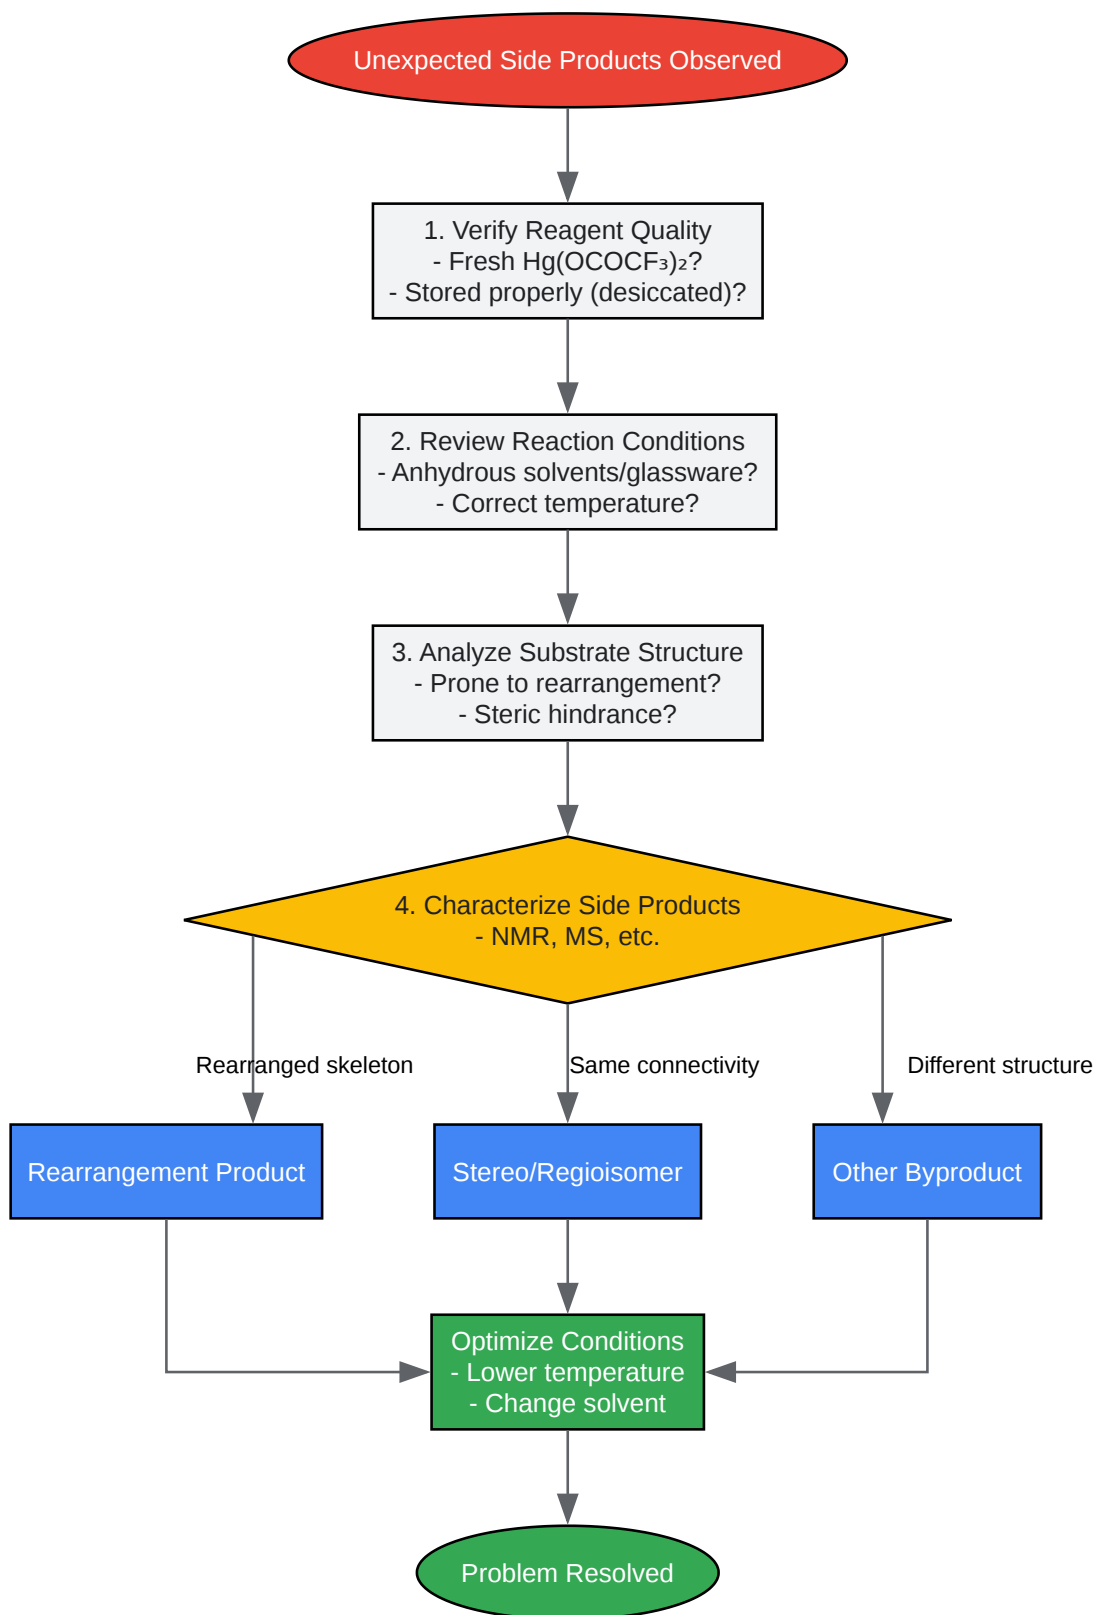 Unexpected Side Products Observed
1. Verify Reagent Quality
- Fresh Hg(OCOCF₃)₂?
- Stored properly (desiccated)?
2. Review Reaction Conditions
- Anhydrous solvents/glassware?
- Correct temperature?
3. Analyze Substrate Structure
- Prone to rearrangement?
- Steric hindrance?
4. Characterize Side Products
- NMR, MS, etc.
Rearranged skeleton
Same connectivity
Different structure
Rearrangement Product
Stereo/Regioisomer
Other Byproduct
Optimize Conditions
- Lower temperature
- Change solvent
Problem Resolved